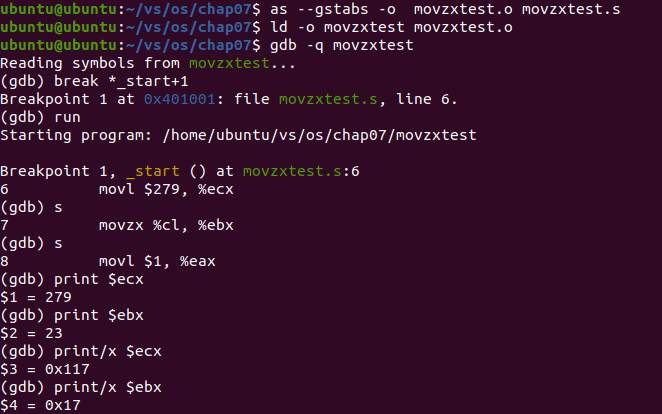 ubuntu@ubuntu:~/vs/os/chap07$ as --gstabs -o  movzxtest.o movzxtest.s
ubuntu@ubuntu:~/vs/os/chap07$ ld -o movzxtest movzxtest.o
ubuntu@ubuntu:~/vs/os/chap07$ gdb -q movzxtest
Reading symbols from movzxtest...
(gdb) break *_start+1
Breakpoint 1 at 0x401001: file movzxtest.s, line 6.
(gdb) run
Starting program: /home/ubuntu/vs/os/chap07/movzxtest
Breakpoint 1, _start () at movzxtest.s:6
6         movl $279, %ecx
(gdb) s
7         movzx %cl, %ebx
(gdb) s
8         movl $1, %eax
(gdb) print $ecx
$1 = 279
(gdb) print $ebx
$2 = 23
(gdb) print/x $ecx
$3 = 0x117
(gdb) print/x $ebx
$4 = 0x17